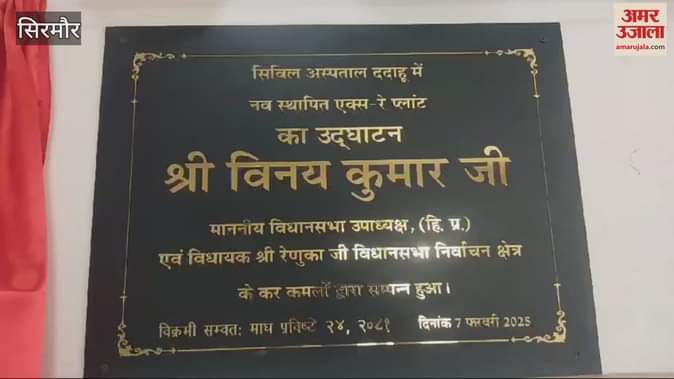 सिरमौर
अमर
उजाला
amarujala.com
सिविल अस्पताल ददाहू में
नव स्थापित एक्स-रे प्लांट
का उद्‌घाटन
श्री विनय कुमार जी
माननीय विधानसभा उपाध्यक्ष, (हि. प्र.)
एवं विधायक श्री रेणुका जी विधानसभा निर्वाचन क्षेत्र
के कर कमलों द्वारा सम्पन्न हुआ।
विक्रमी सम्वत: माघ प्रविष्टे २४, २०८१ दिनांक 7 फरवरी 2025